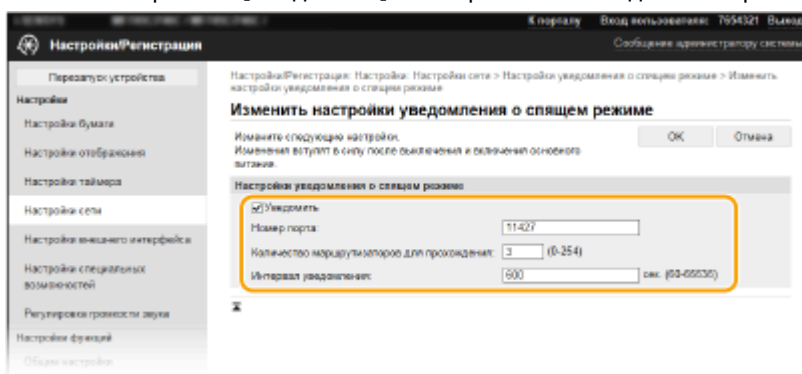 К порталу Вход пользователя: 7654321 Выход
Настройки/Регистрация
Сообщение администратору системы
Перезапуск устройства
Настройки
Настройки бумаги
Настройки отображения
Настройки таймера
Настройки сети
Настройки внешнего интерфейса
Настройки специальных
возможностей
Регулировка громкости звука
Настройки функций
Общие настройки
Настройки/Регистрация: Настройки: Настройки сети > Настройки уведомления о спящем режиме > Изменить
настройки уведомления о спящем режиме
Изменить настройки уведомления о спящем режиме
Измените следующие настройки.
Изменения вступят в силу после выключения и включения основного
питания.
OK Отмена
Настройки уведомления о спящем режиме
Уведомить
Номер порта: 11427
Количество маршрутизаторов для прохождения: 3 (0-254)
Интервал уведомления: 600 сек. (60-65535)